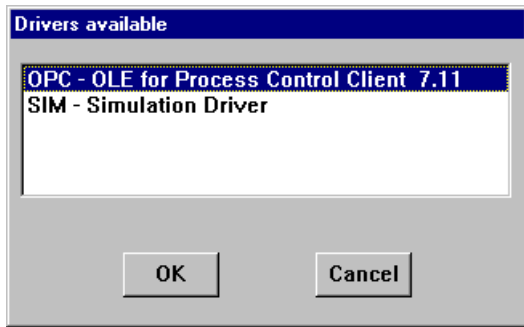 Drivers available
OPC - OLE for Process Control Client  7.11
SIM - Simulation Driver
OK
Cancel